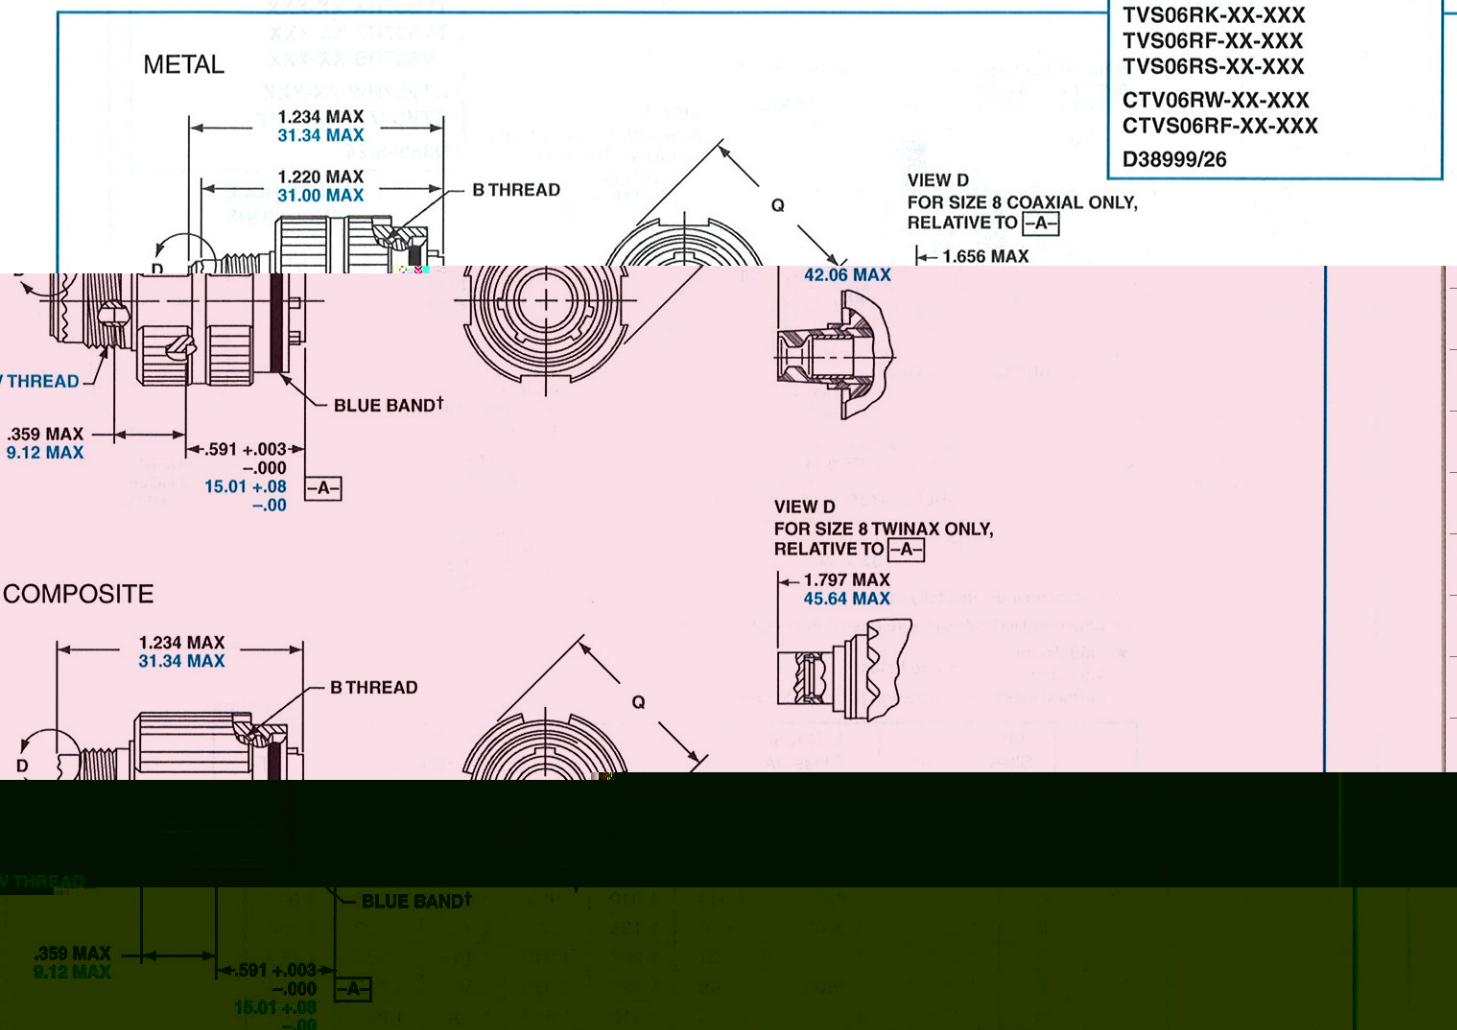 TVS06RK-XX-XXX
TVS06RF-XX-XXX
TVS06RS-XX-XXX
CTV06RW-XX-XXX
CTVS06RF-XX-XXX
D38999/26
METAL
1.234 MAX
31.34 MAX
1.220 MAX
31.00 MAX
B THREAD
Q
VIEW D
FOR SIZE 8 COAXIAL ONLY,
RELATIVE TO –A–
1.656 MAX
42.06 MAX
D
THREAD
BLUE BAND†
.359 MAX
9.12 MAX
.591 +.003
–.000
15.01 +.08
–.00
–A–
VIEW D
FOR SIZE 8 TWINAX ONLY,
RELATIVE TO –A–
1.797 MAX
45.64 MAX
COMPOSITE
1.234 MAX
31.34 MAX
B THREAD
Q
D
THREAD
BLUE BAND†
.359 MAX
9.12 MAX
.591 +.003
–.000
15.01 +.08
–.00
–A–